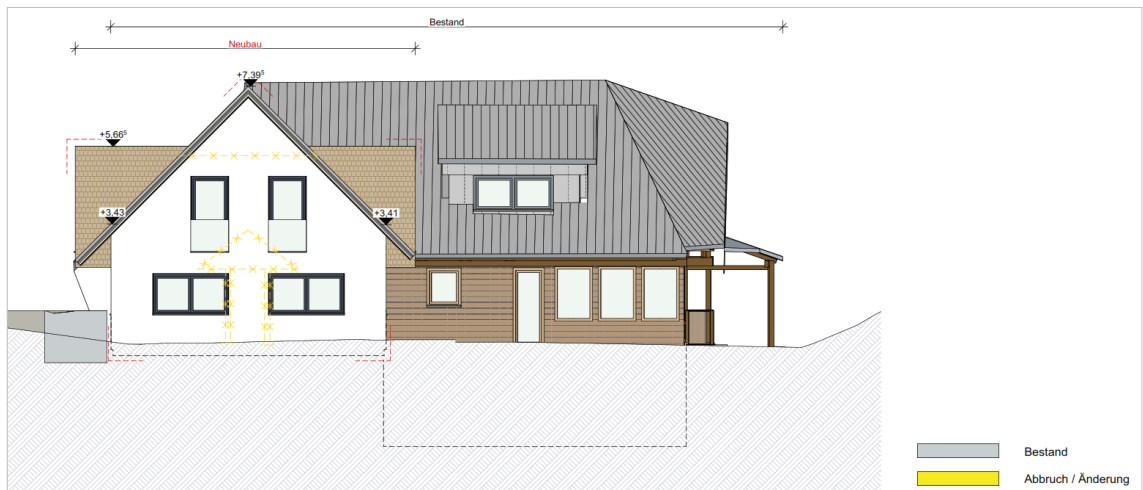 Bestand
Neubau
+7,39⁵
+5,66⁵
+3,43
+3,41
Bestand
Abbruch / Änderung